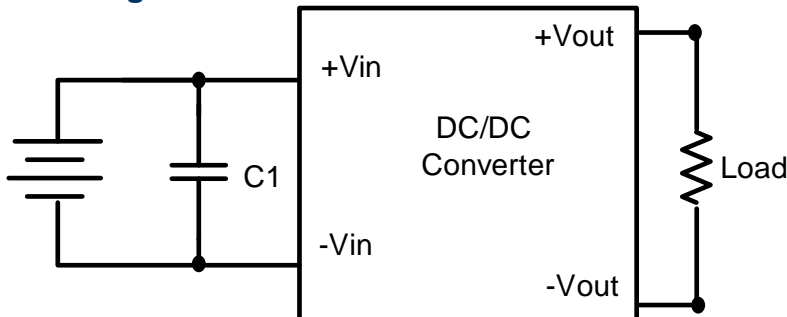 +Vout
+Vin
DC/DC
Converter
C1
Load
-Vin
-Vout